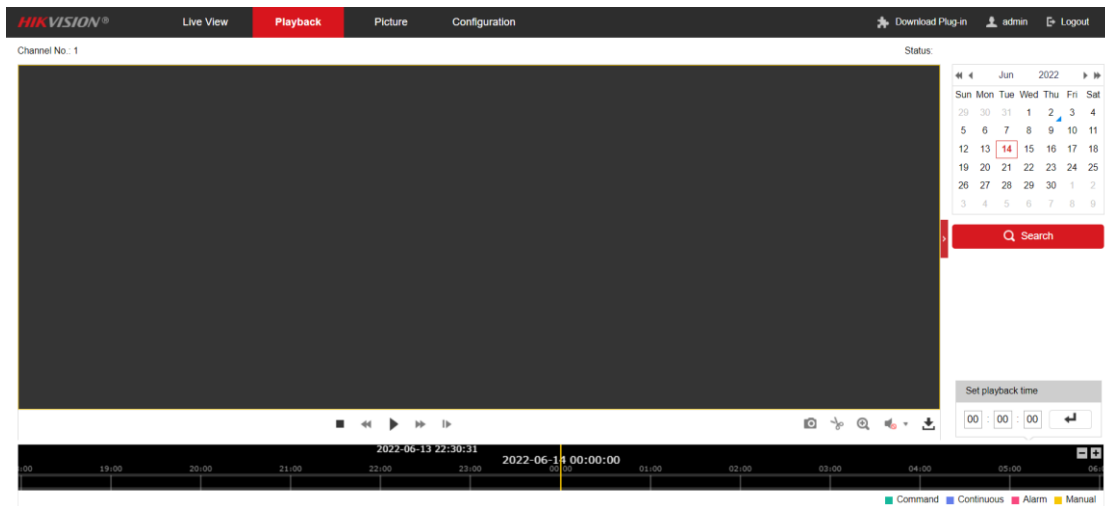 HIKVISION® Live View Playback Picture Configuration Download Plug-in admin Logout
Channel No.: 1 Status:
Jun 2022
Sun Mon Tue Wed Thu Fri Sat
29 30 31 1 2 3 4
5 6 7 8 9 10 11
12 13 14 15 16 17 18
19 20 21 22 23 24 25
26 27 28 29 30 1 2
3 4 5 6 7 8 9
Search
Set playback time
00 : 00 : 00
2022-06-13 22:30:31
2022-06-14 00:00:00
:00 19:00 20:00 21:00 22:00 23:00 00:00 01:00 02:00 03:00 04:00 05:00 06:
Command Continuous Alarm Manual